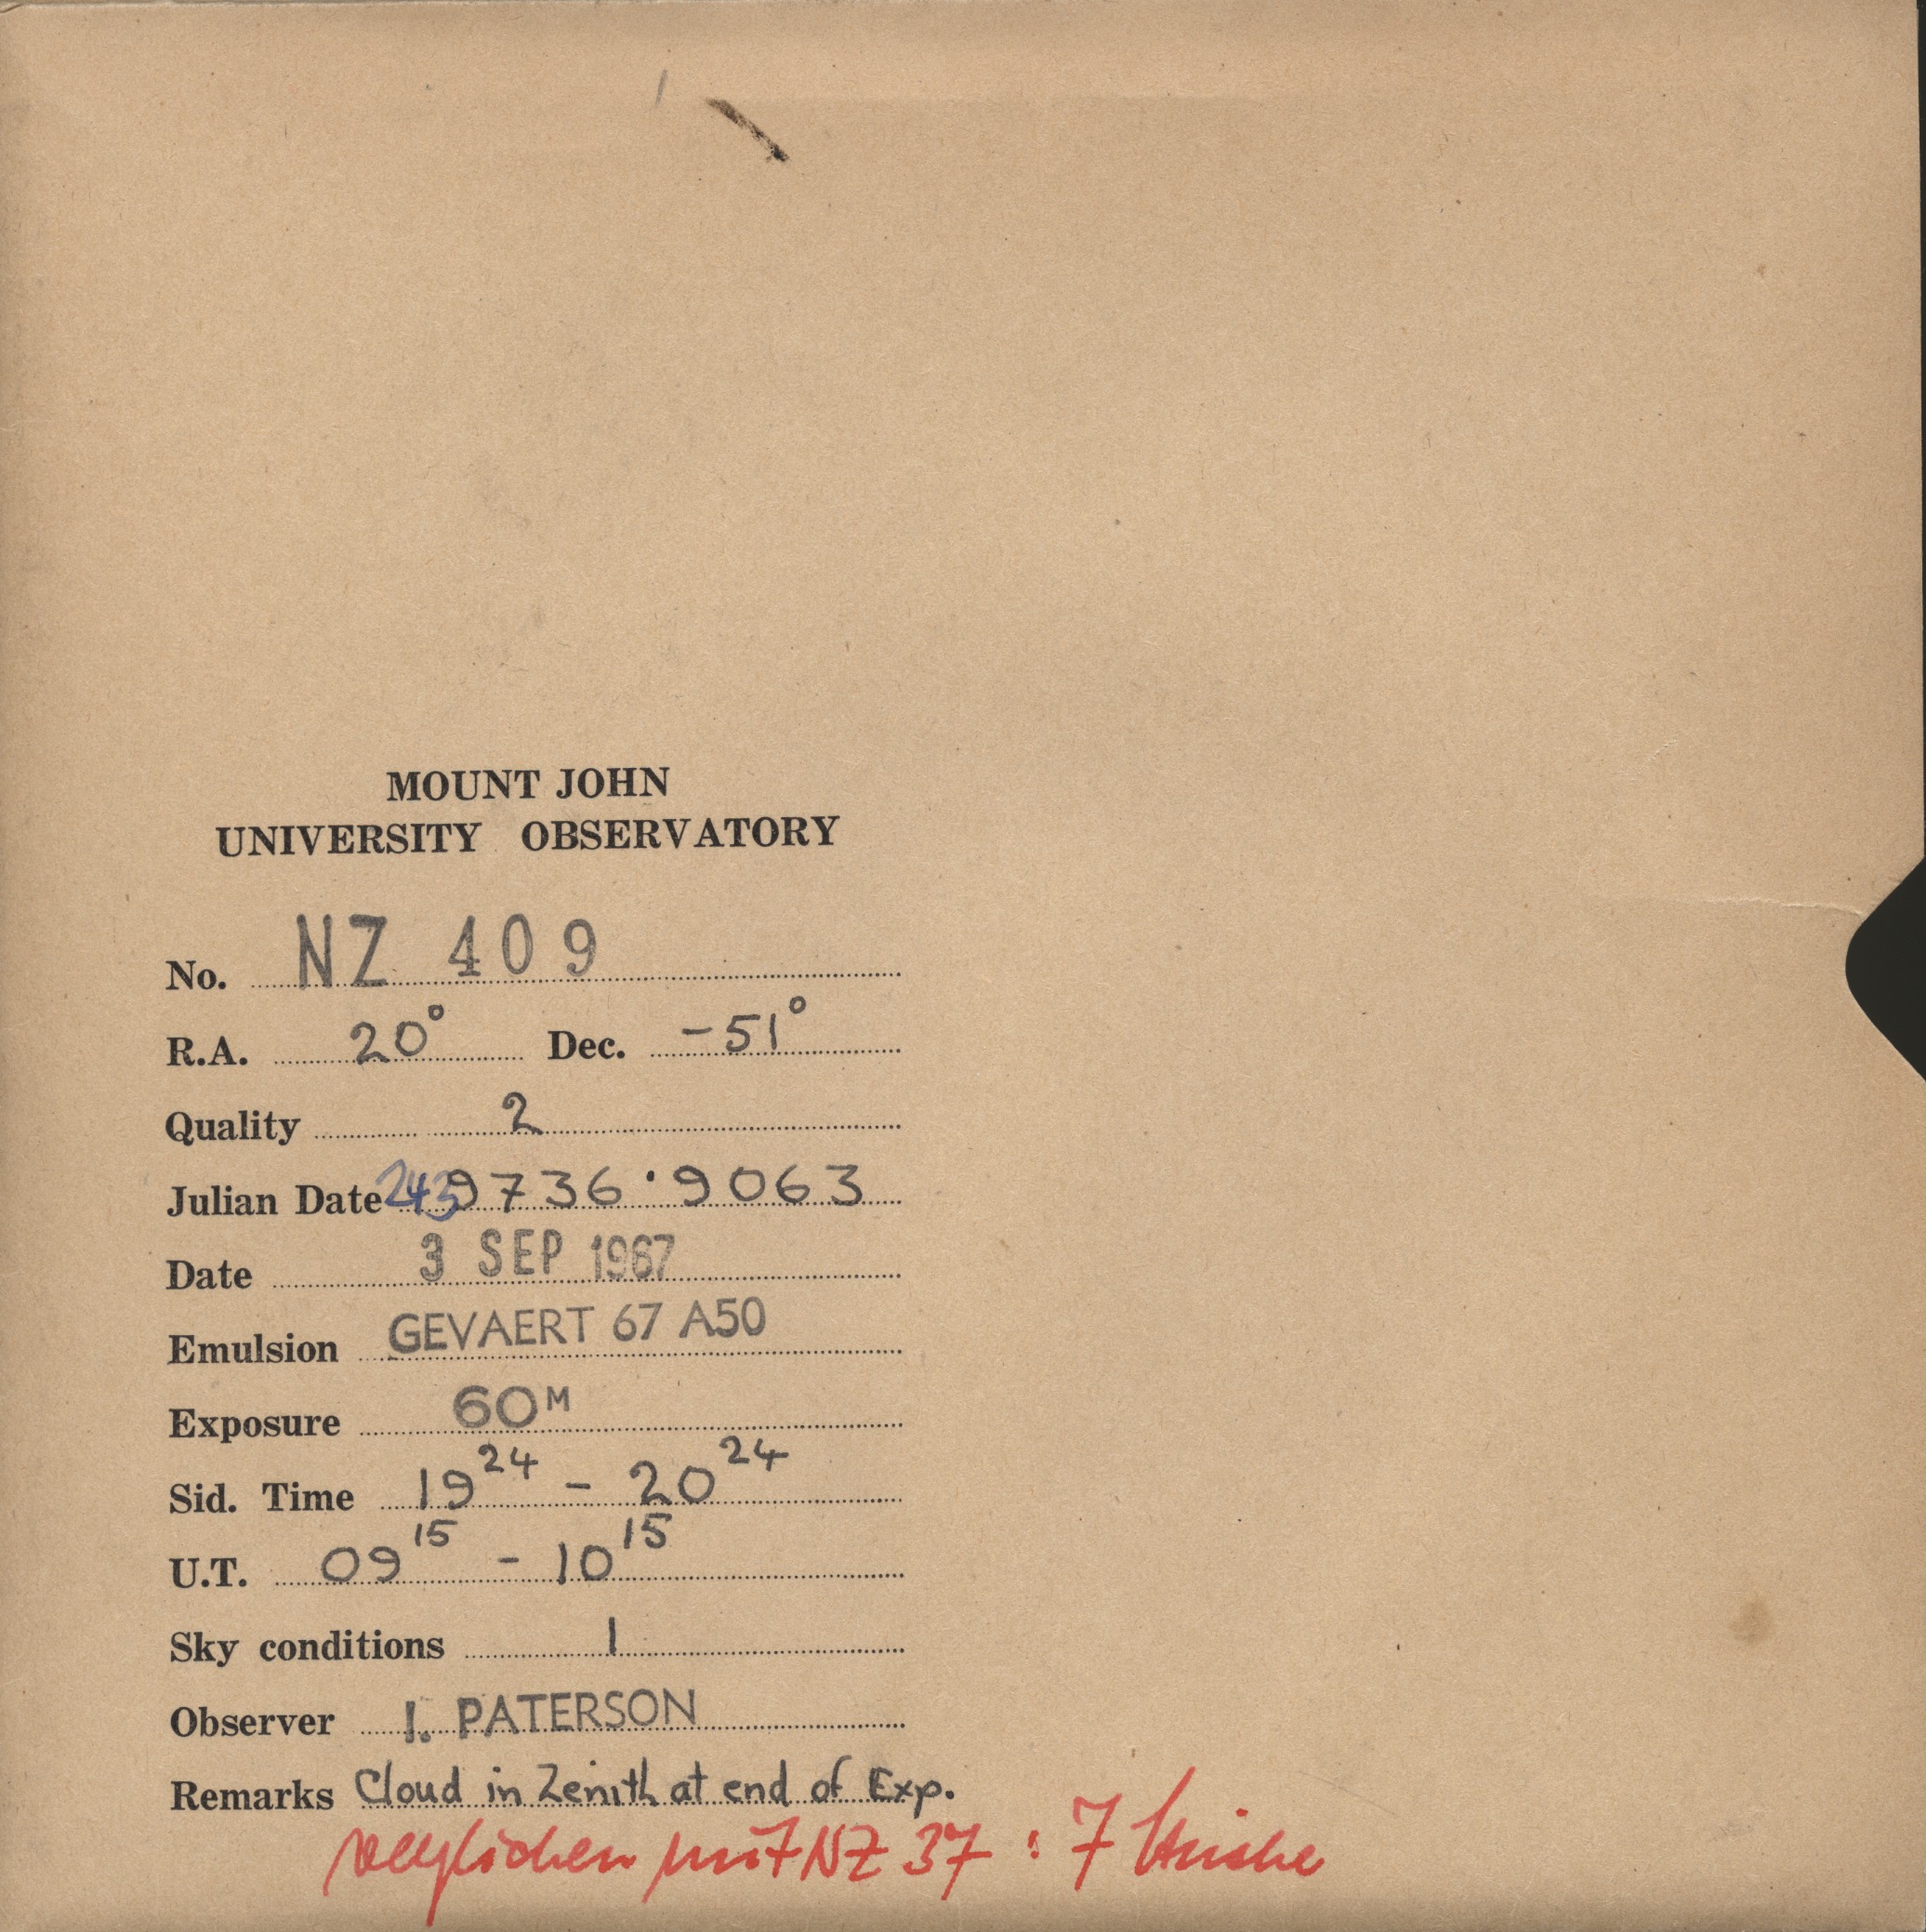 MOUNT JOHN
UNIVERSITY OBSERVATORY
No. NZ 409
R.A. 20° Dec. -51°
Quality 2
Julian Date 2439736.9063
Date 3 SEP 1967
Emulsion GEVAERT 67 A50
Exposure 60M
Sid. Time 19 24 - 20 24
U.T. 09 15 - 10 15
Sky conditions 1
Observer I. PATERSON
Remarks Cloud in Zenith at end of Exp.
verglichen mit NZ 37 : 7 Striche